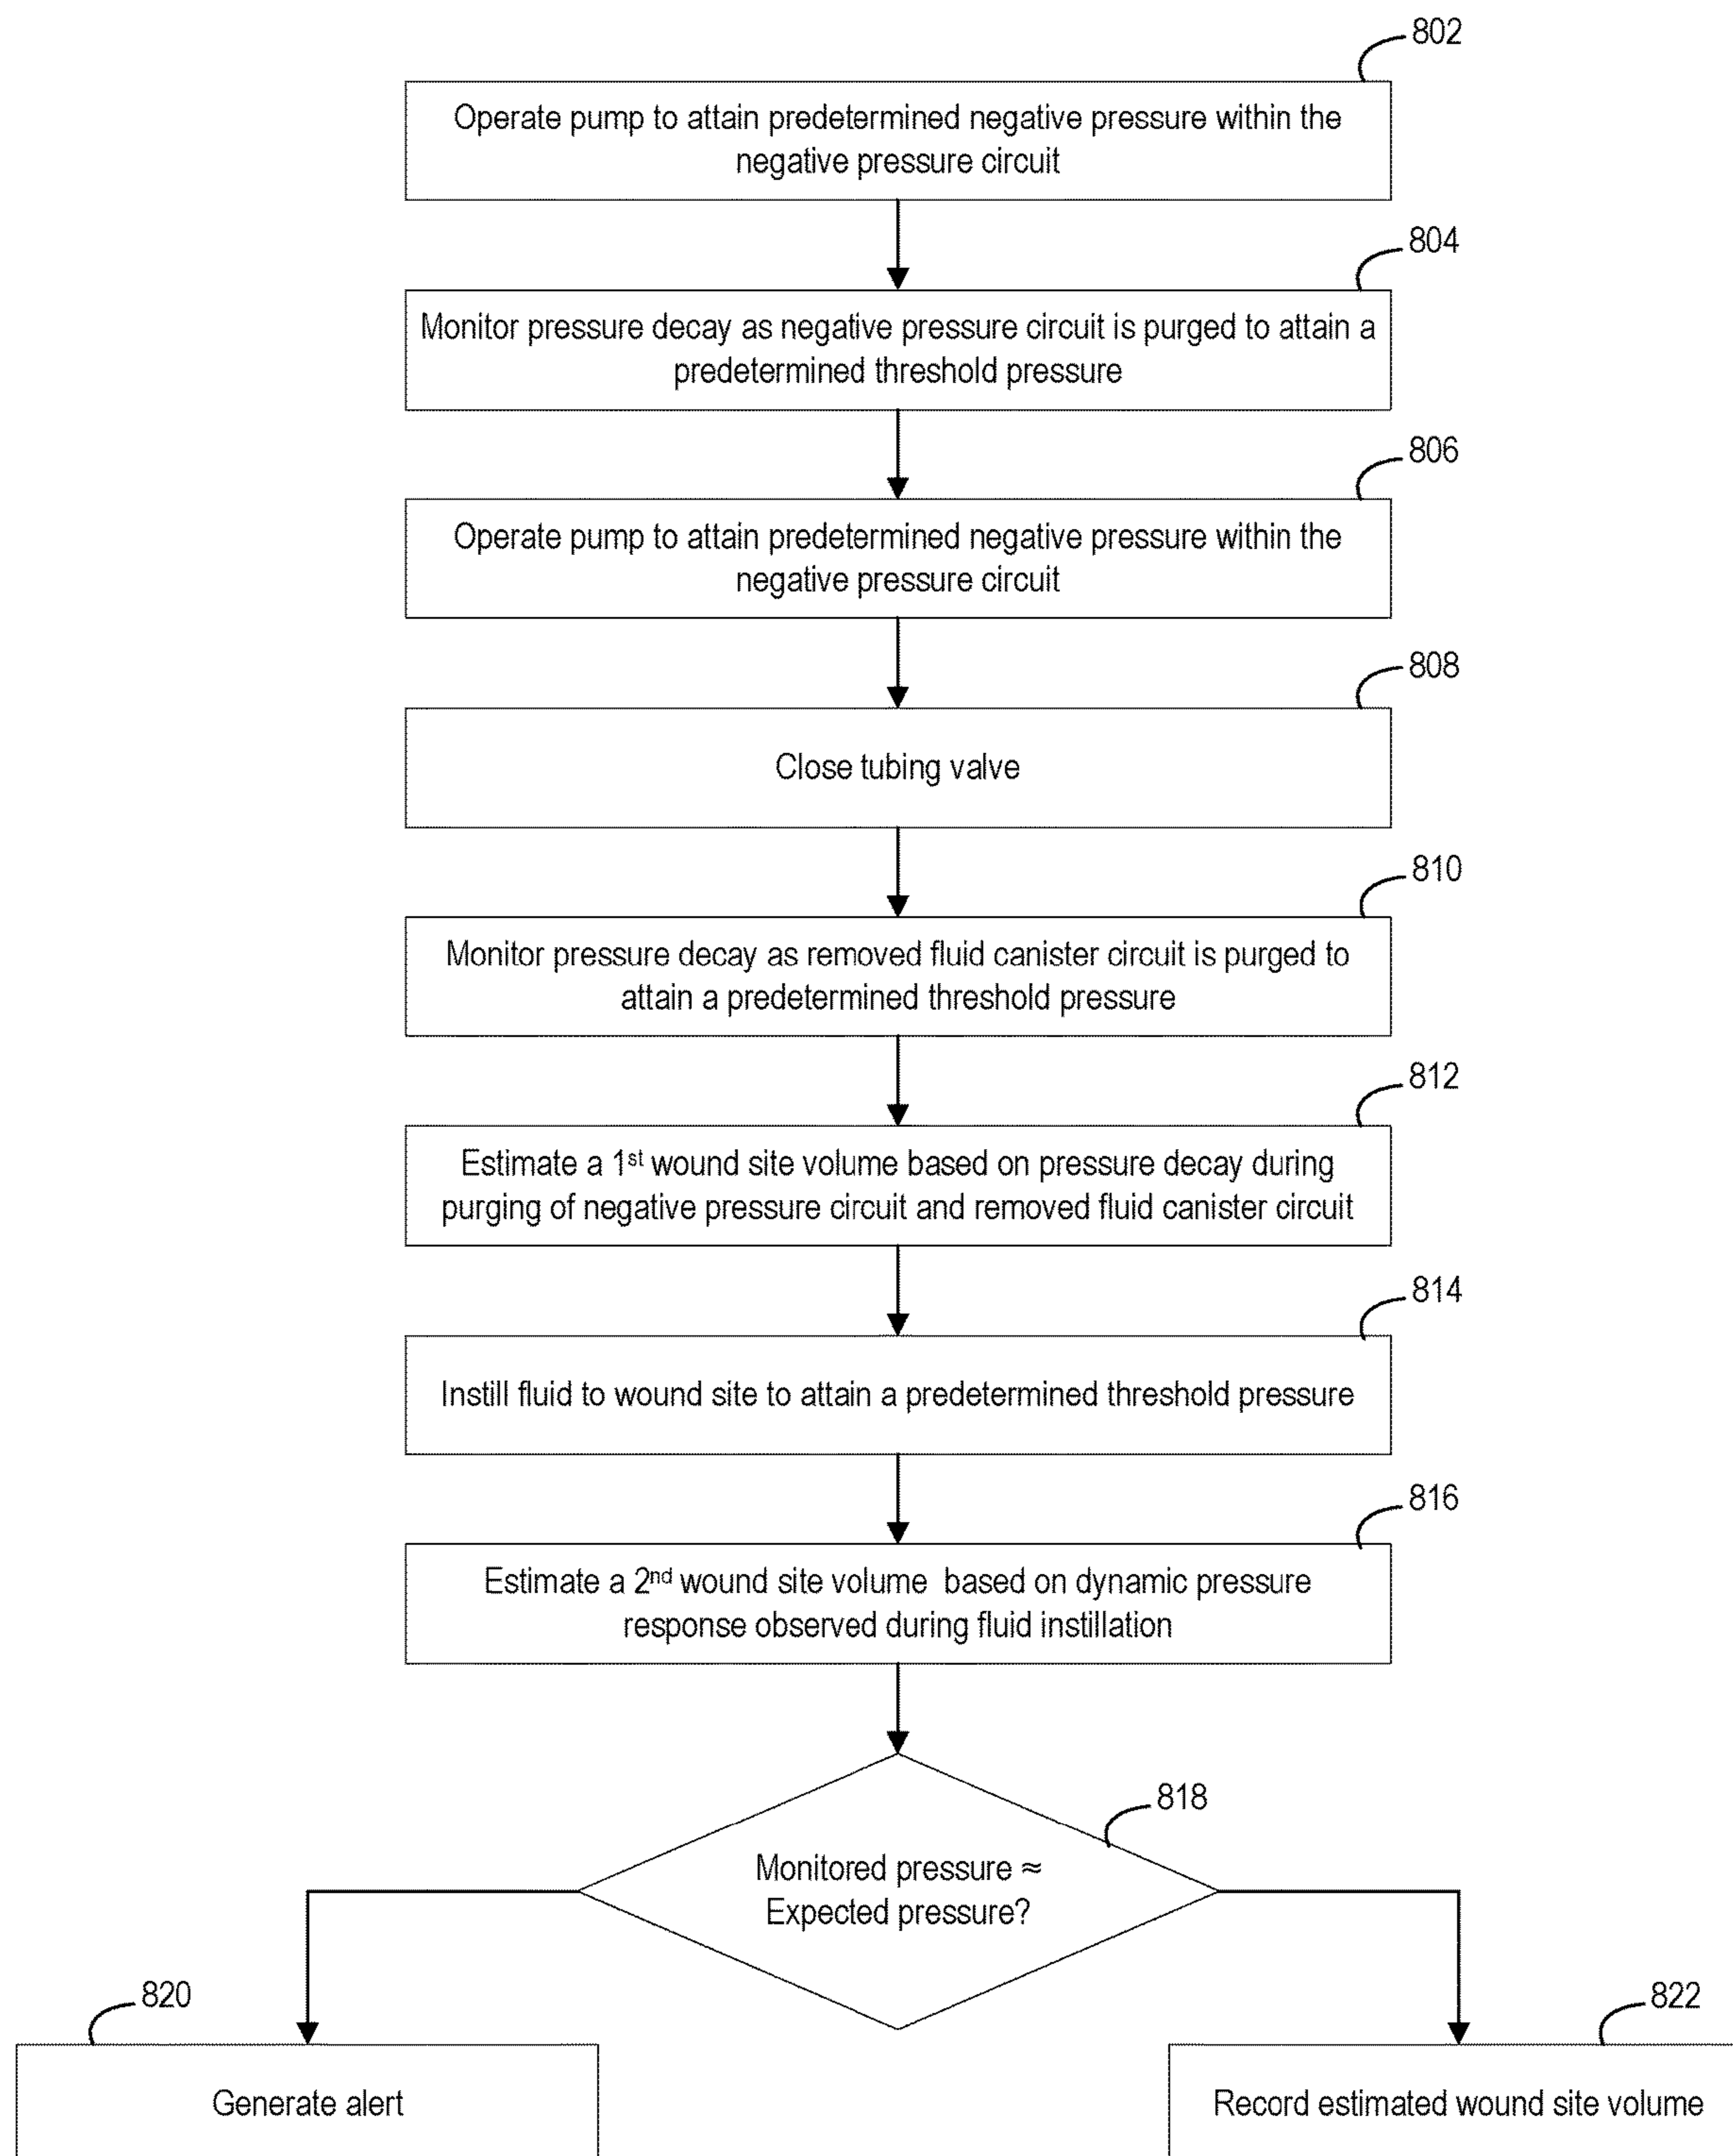 802
Operate pump to attain predetermined negative pressure within the
negative pressure circuit
804
Monitor pressure decay as negative pressure circuit is purged to attain a
predetermined threshold pressure
806
Operate pump to attain predetermined negative pressure within the
negative pressure circuit
808
Close tubing valve
810
Monitor pressure decay as removed fluid canister circuit is purged to
attain a predetermined threshold pressure
812
Estimate a 1st wound site volume based on pressure decay during
purging of negative pressure circuit and removed fluid canister circuit
814
Instill fluid to wound site to attain a predetermined threshold pressure
816
Estimate a 2nd wound site volume based on dynamic pressure
response observed during fluid instillation
818
Monitored pressure ≈
Expected pressure?
820
Generate alert
822
Record estimated wound site volume